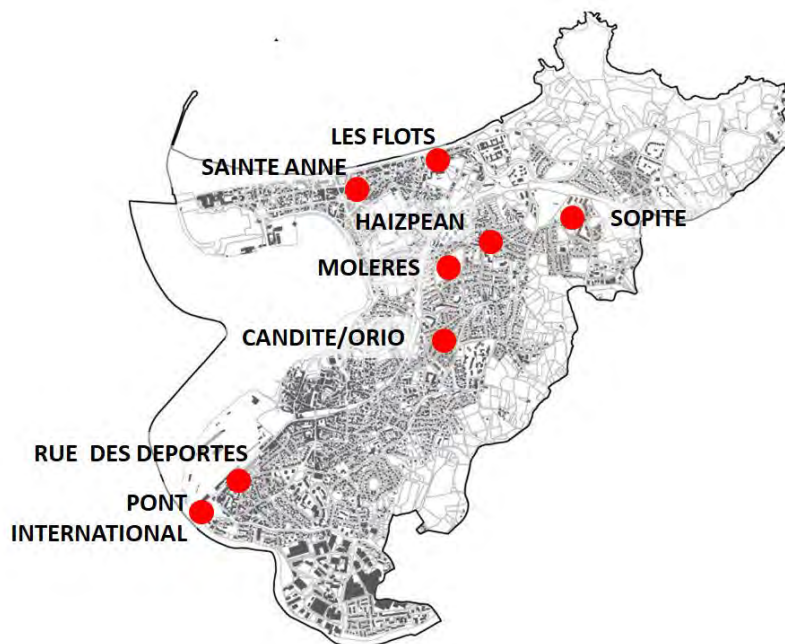 LES FLOTS
SAINTE ANNE
HAIZPEAN
SOPITE
MOLERES
CANDITE/ORIO
RUE DES DEPORTES
PONT
INTERNATIONAL